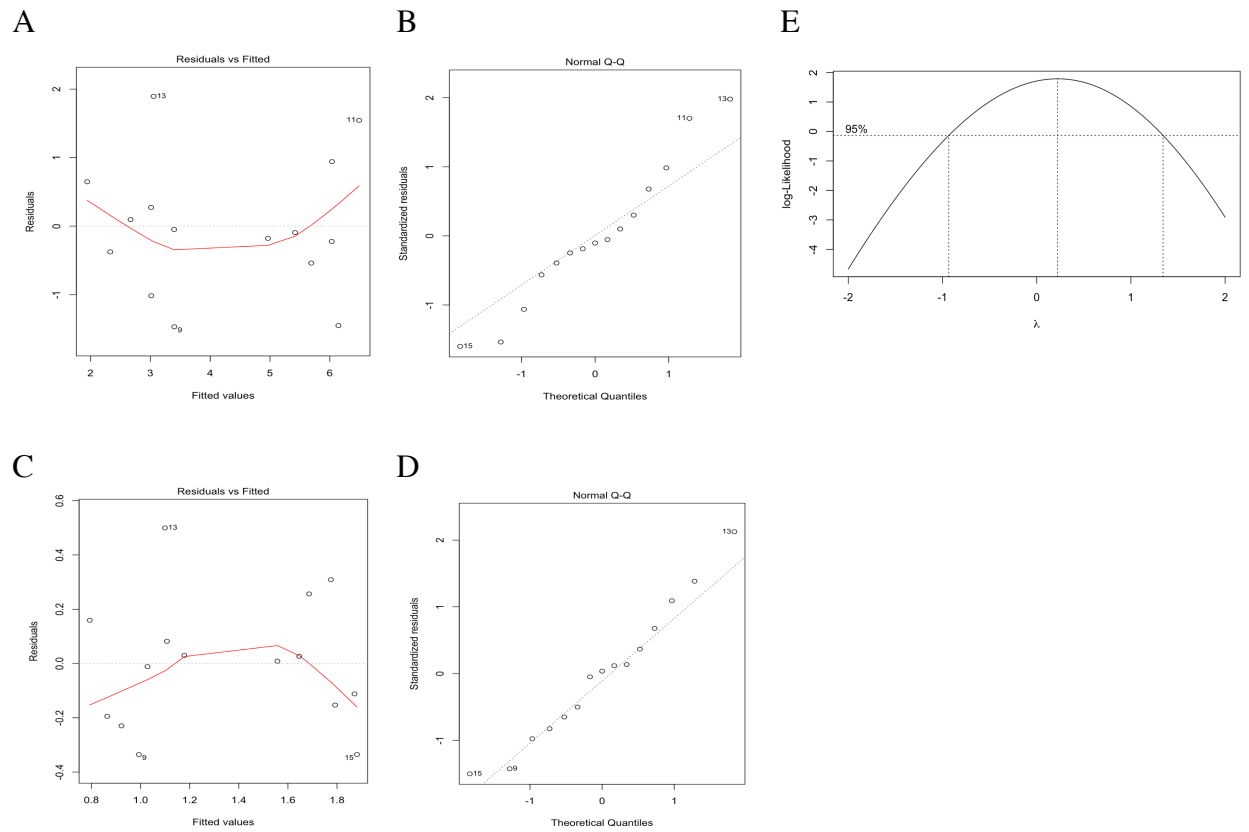 A
Residuals vs Fitted
Residuals
2
1
0
-1
13
11
9
2 3 4 5 6
Fitted values
B
Normal Q-Q
Standardized residuals
2
1
0
-1
13
11
15
-1 0 1
Theoretical Quantiles
E
log-Likelihood
2
1
0
-1
-2
-3
-4
95%
-2 -1 0 1 2
λ
C
Residuals vs Fitted
Residuals
0.6
0.4
0.2
0.0
-0.2
-0.4
13
9
15
0.8 1.0 1.2 1.4 1.6 1.8
Fitted values
D
Normal Q-Q
Standardized residuals
2
1
0
-1
13
15
9
-1 0 1
Theoretical Quantiles